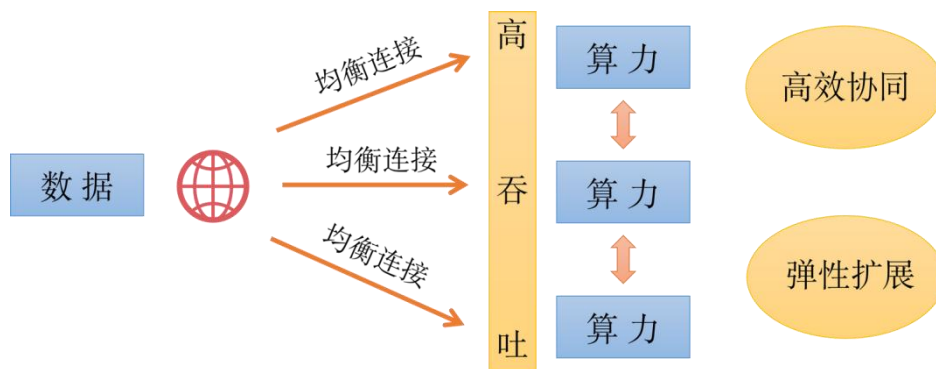 数据
均衡连接
均衡连接
均衡连接
高吞吐
算力
算力
算力
高效协同
弹性扩展